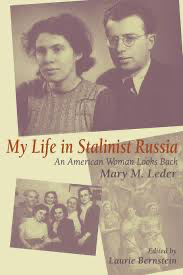 My Life in Stalinist Russia
An American Woman Looks Back
Mary M. Leder
Edited by
Laurie Bernstein